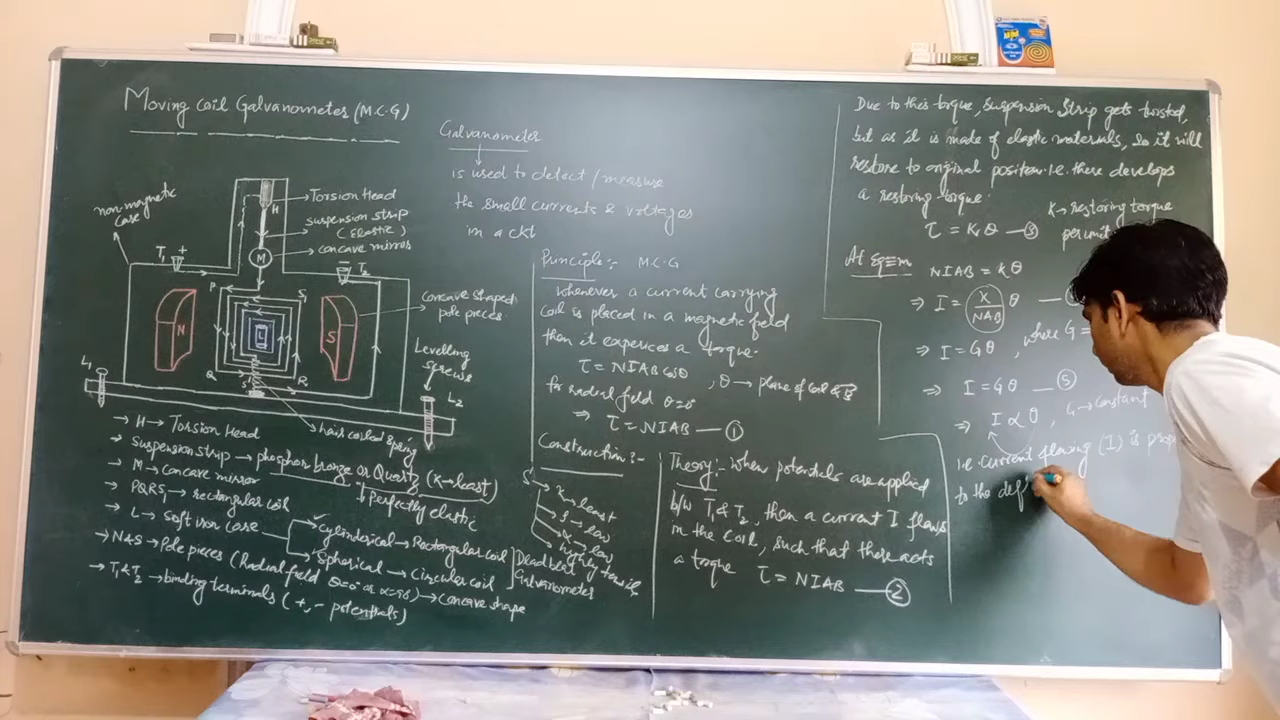 Moving Coil Galvanometer (M.C.G)
non-magnetic
case
T₁ +
H
Torsion Head
suspension strip
(Elastic)
M
concave mirror
− T₂
P
S
N
L
S
Q
R
concave shaped
pole pieces.
Levelling
screws
L₁
L₂
hair coiled spring
→ H → Torsion Head
→ Suspension strip → phosphor bronze or Quartz (K→least)
↓ Perfectly elastic
→ M → concave mirror
→ PQRS, → rectangular coil
→ L → Soft iron case
Cylinderical → Rectangular coil
Spherical → Circular coil
Dead beat
Galvanometer
→ N&S → Pole pieces (Radial field θ=0° or α=90) → Concave shape
→ T₁ & T₂ → binding terminals (+, − potentials)
Galvanometer
is used to detect / measure
the small currents & voltages
in a ckt
Principle:- M.C.G
whenever a current carrying
coil is placed in a magnetic field
then it experices a torque.
τ = NIAB cosθ , θ → plane of coil & B
for radial field θ=0°
⇒ τ = NIAB — ①
Construction:-
S
K→least
→ low
α → low
highly tensile
Theory:- when potentials are applied
b/w T₁ & T₂, then a current I flows
in the coil, such that there acts
a torque τ = NIAB — ②
Due to this torque, suspension strip gets twisted,
but as it is made of elastic materials, so it will
restore to original position. i.e. there develops
a restoring torque.
τ = Kθ — ③
K → restoring torque
per unit
At Eqᵐ NIAB = Kθ
⇒ I = (K/NAB) θ —
⇒ I = Gθ , where G =
⇒ I = Gθ — ⑤
⇒ I ∝ θ , G → constant
i.e. current flowing (I) is prop
to the def